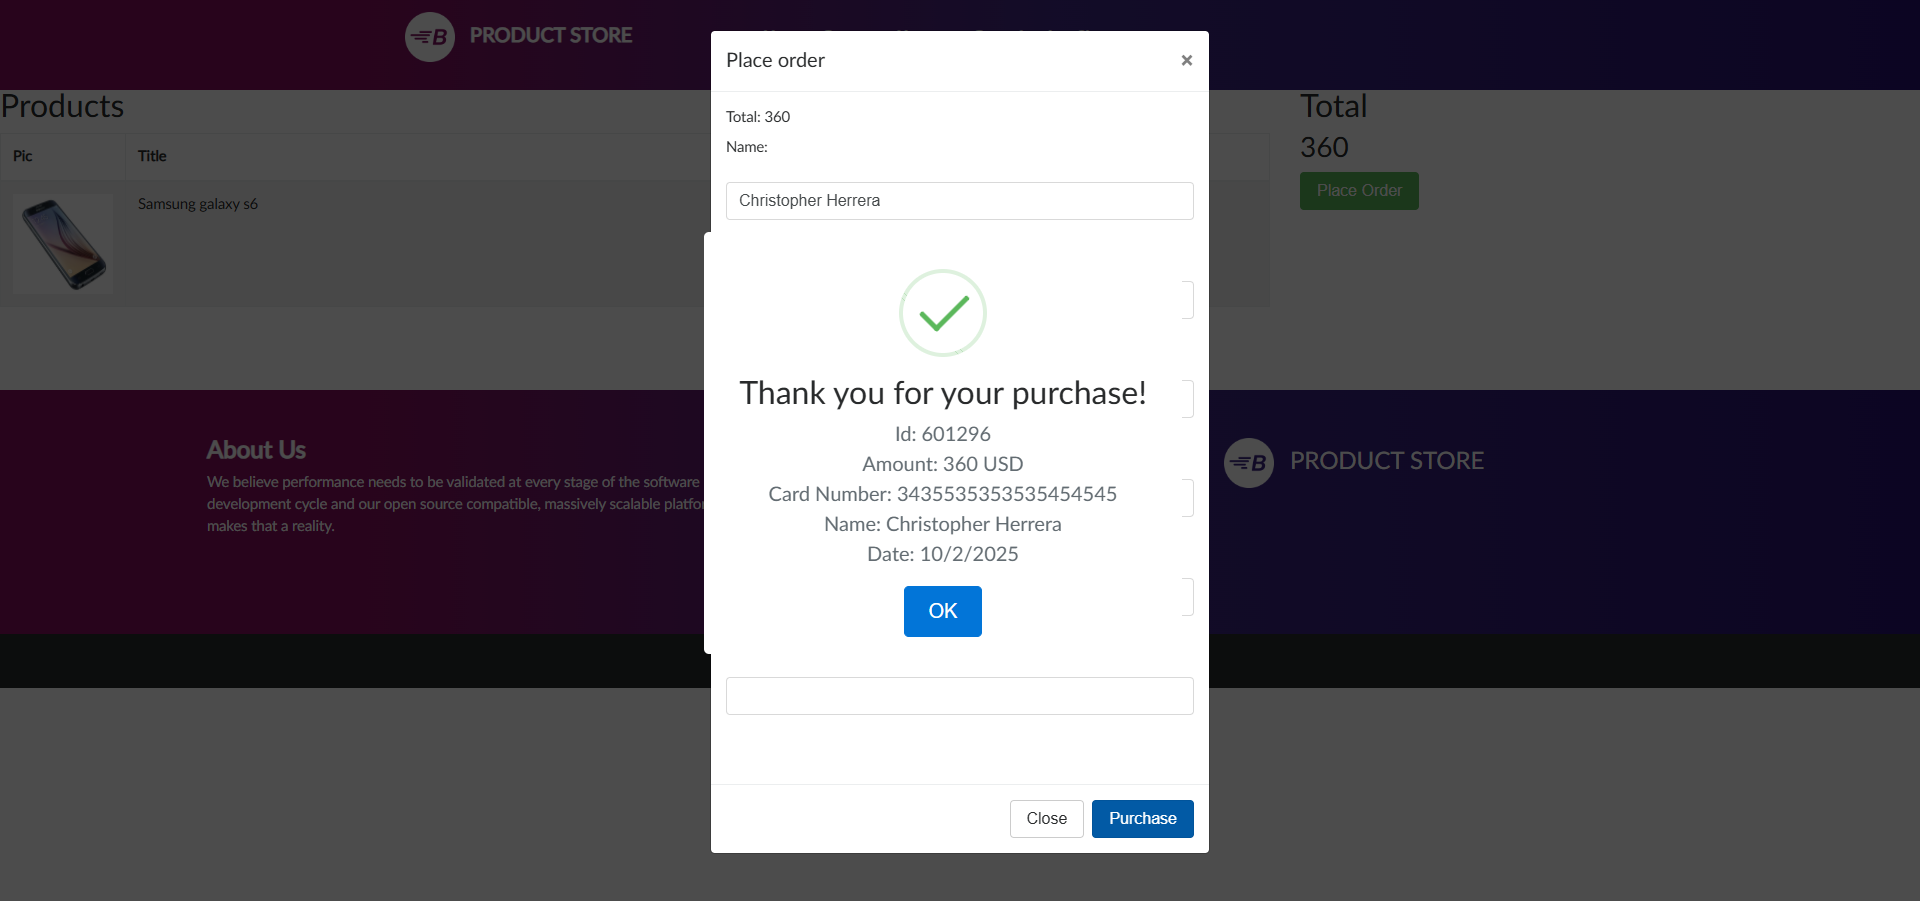 B PRODUCT STORE
Place order ×
Total: 360
Name:
Christopher Herrera
Products
Pic Title
Samsung galaxy s6
Total
360
Place Order
Thank you for your purchase!
Id: 601296
Amount: 360 USD
Card Number: 3435535353535454545
Name: Christopher Herrera
Date: 10/2/2025
OK
Close Purchase
About Us
We believe performance needs to be validated at every stage of the software
development cycle and our open source compatible, massively scalable
makes that a reality.
B PRODUCT STORE